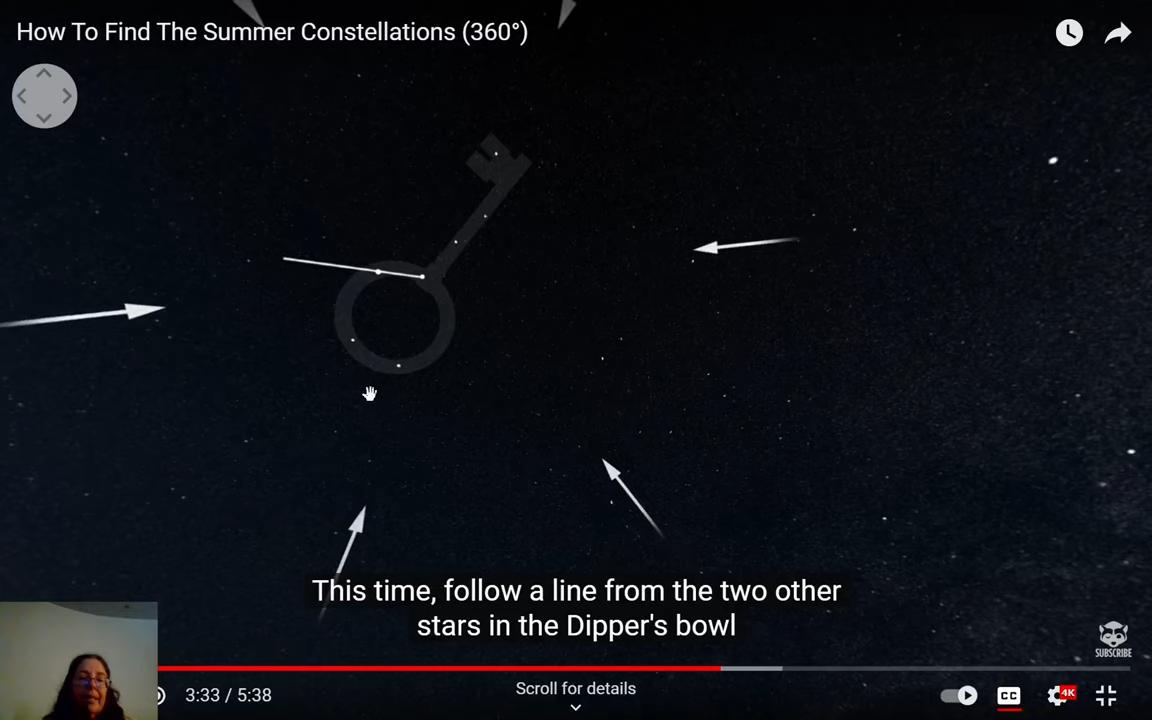 How To Find The Summer Constellations (360°)
This time, follow a line from the two other
stars in the Dipper's bowl
SUBSCRIBE
3:33 / 5:38
Scroll for details
CC
4K